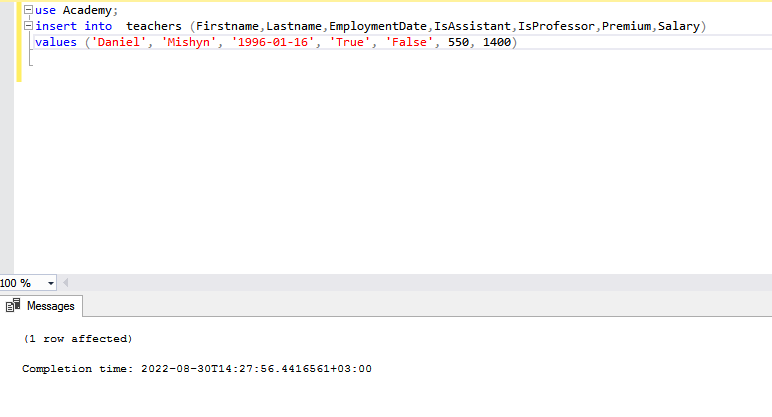 use Academy;
insert into  teachers (Firstname,Lastname,EmploymentDate,IsAssistant,IsProfessor,Premium,Salary)
values ('Daniel', 'Mishyn', '1996-01-16', 'True', 'False', 550, 1400)
100 %
Messages
(1 row affected)
Completion time: 2022-08-30T14:27:56.4416561+03:00